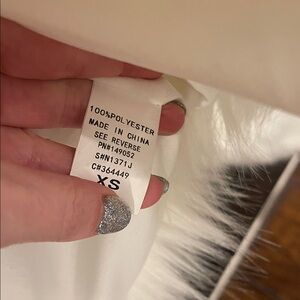 100%POLYESTER
MADE IN CHINA
SEE REVERSE
PN#149052
S#N1371J
C#364449
XS